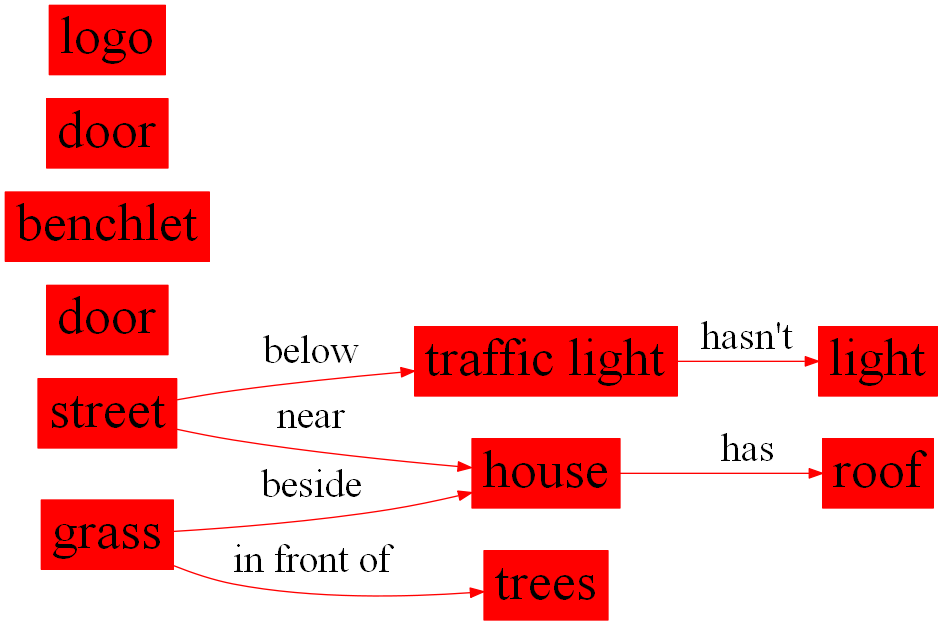 logo
door
benchlet
door
street
below
traffic light
hasn't
light
near
house
has
roof
grass
beside
in front of
trees